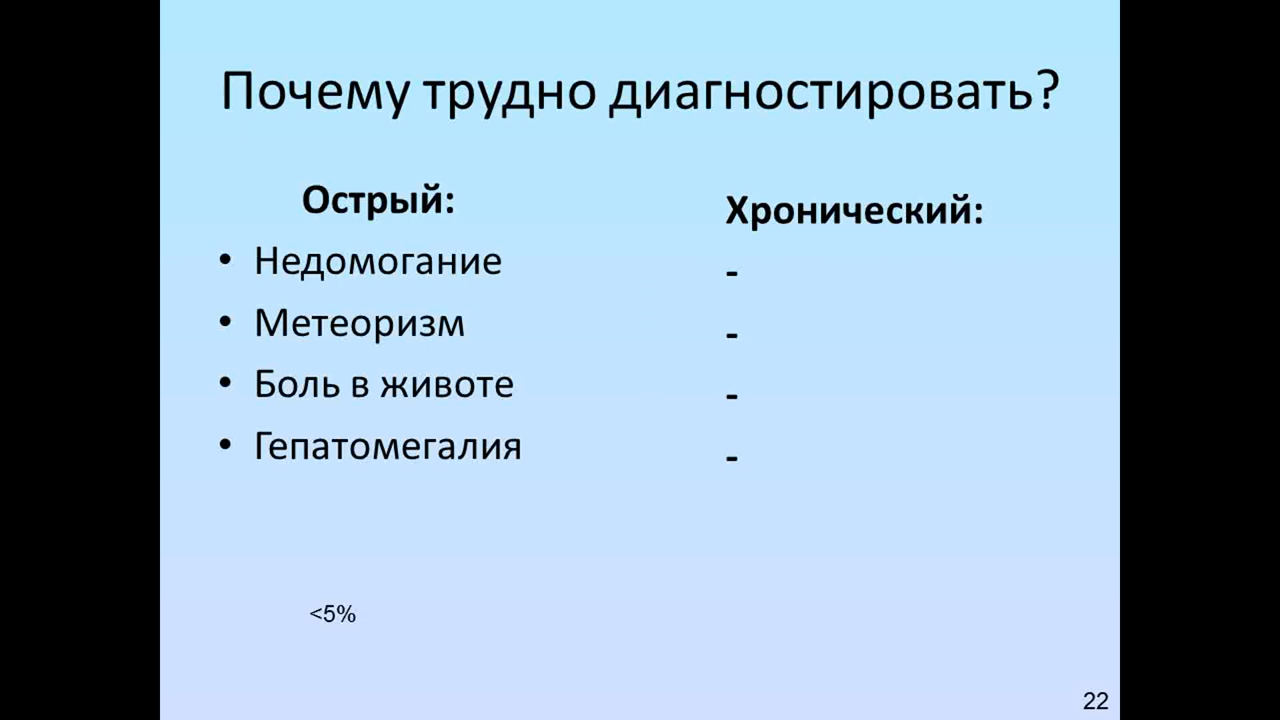 Почему трудно диагностировать?
Острый:
• Недомогание
• Метеоризм
• Боль в животе
• Гепатомегалия
Хронический:
-
-
-
-
<5%
22